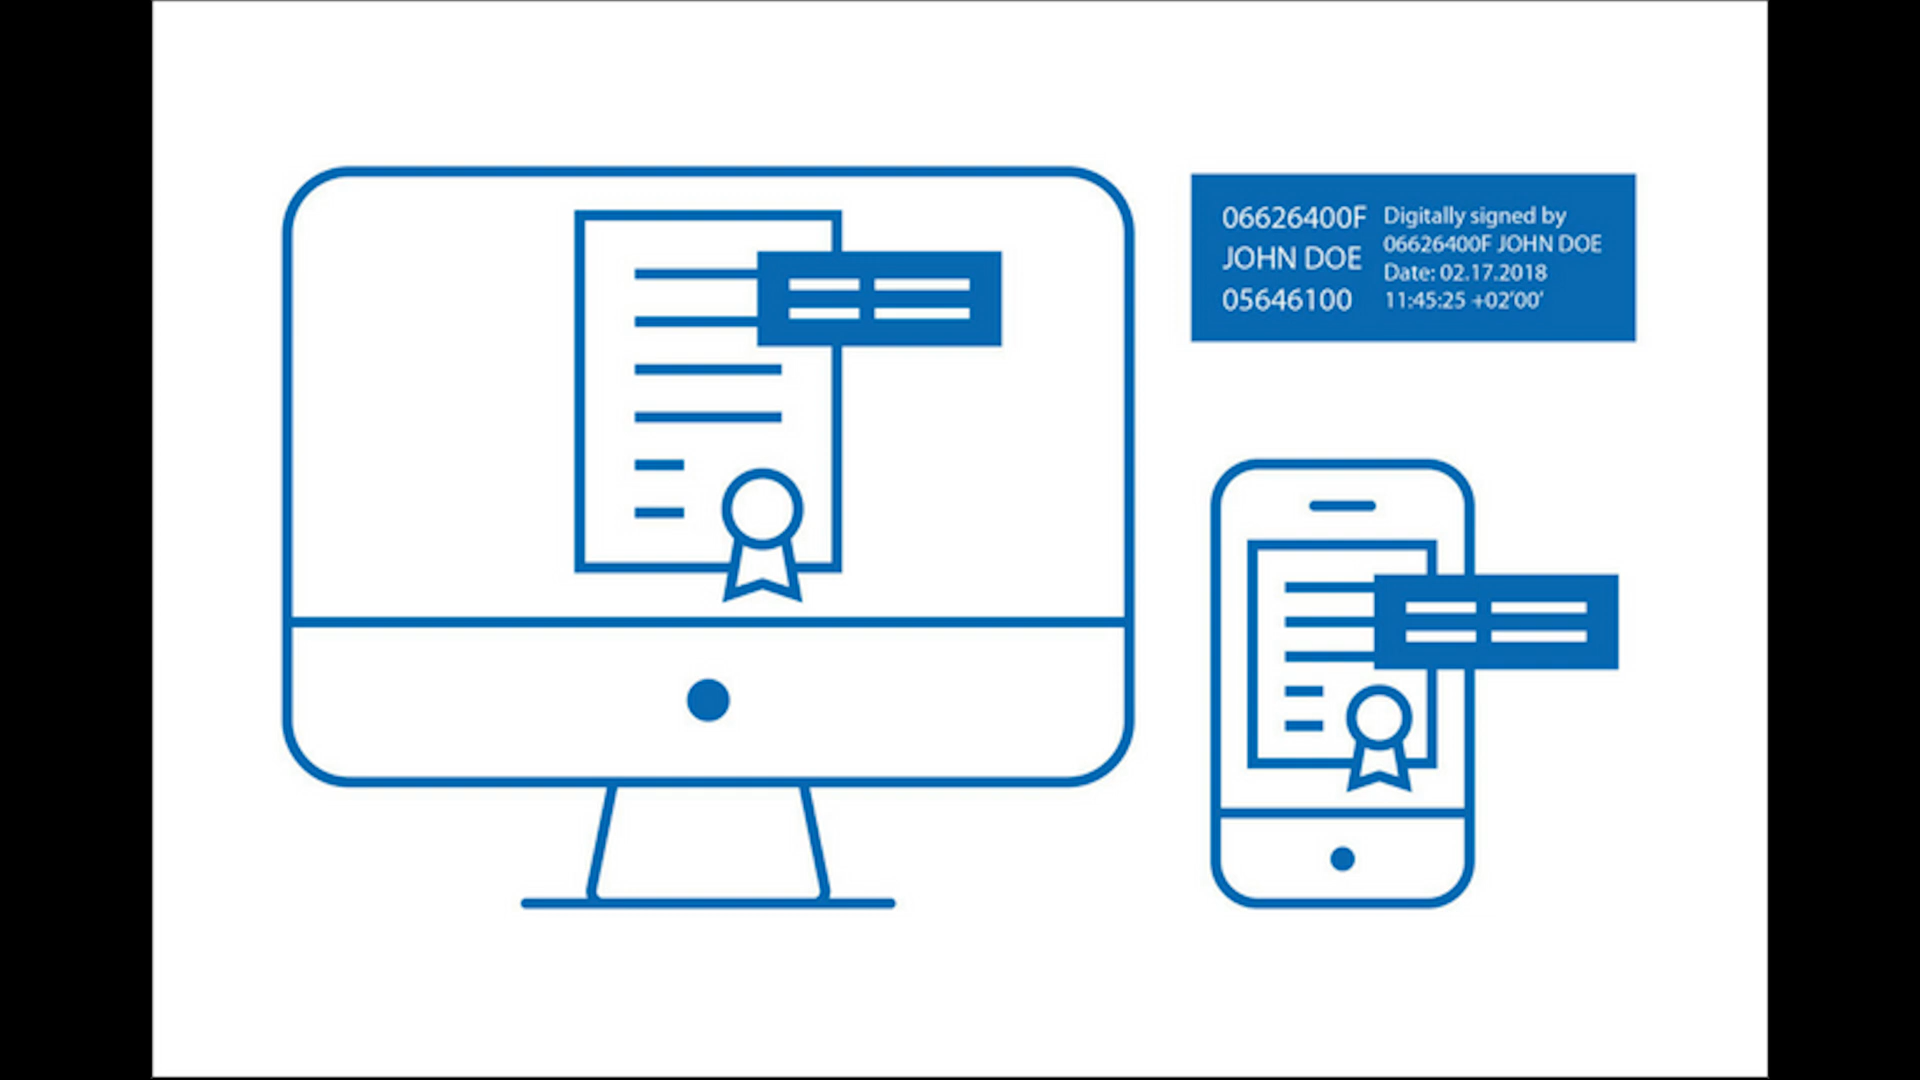 06626400F
JOHN DOE
05646100
Digitally signed by
06626400F JOHN DOE
Date: 02.17.2018
11:45:25 +02'00'